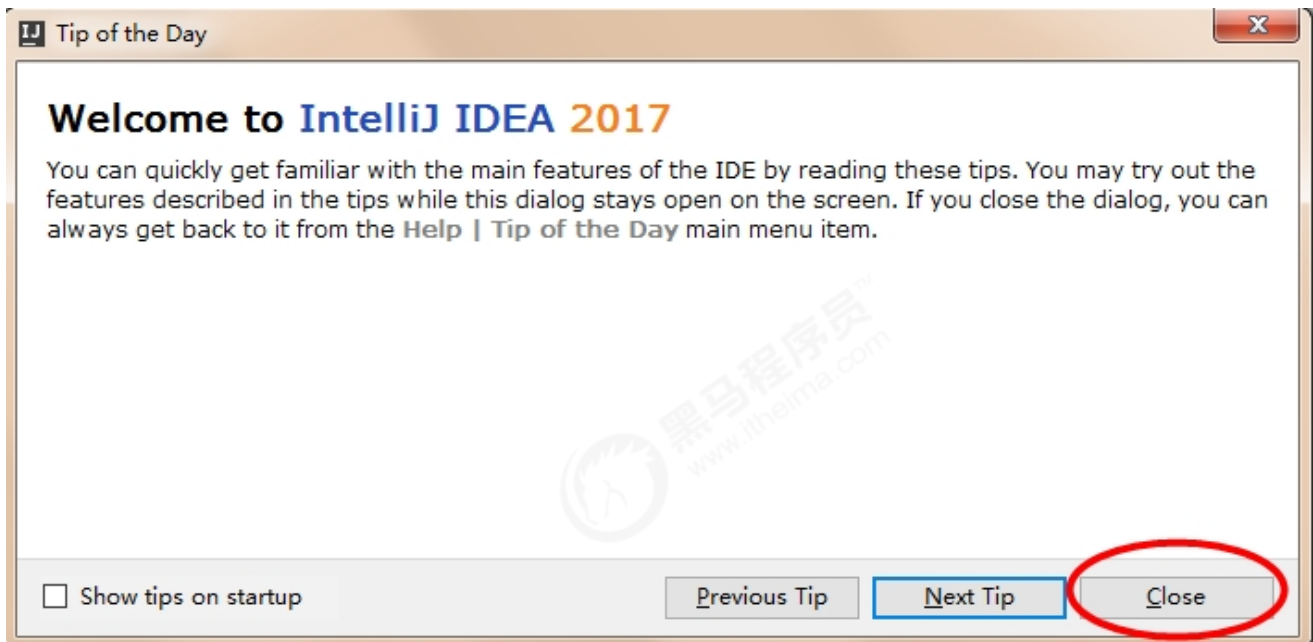 IJ Tip of the Day
Welcome to IntelliJ IDEA 2017
You can quickly get familiar with the main features of the IDE by reading these tips. You may try out the
features described in the tips while this dialog stays open on the screen. If you close the dialog, you can
always get back to it from the Help | Tip of the Day main menu item.
黑马程序员™
www.itheima.com
Show tips on startup
Previous Tip
Next Tip
Close